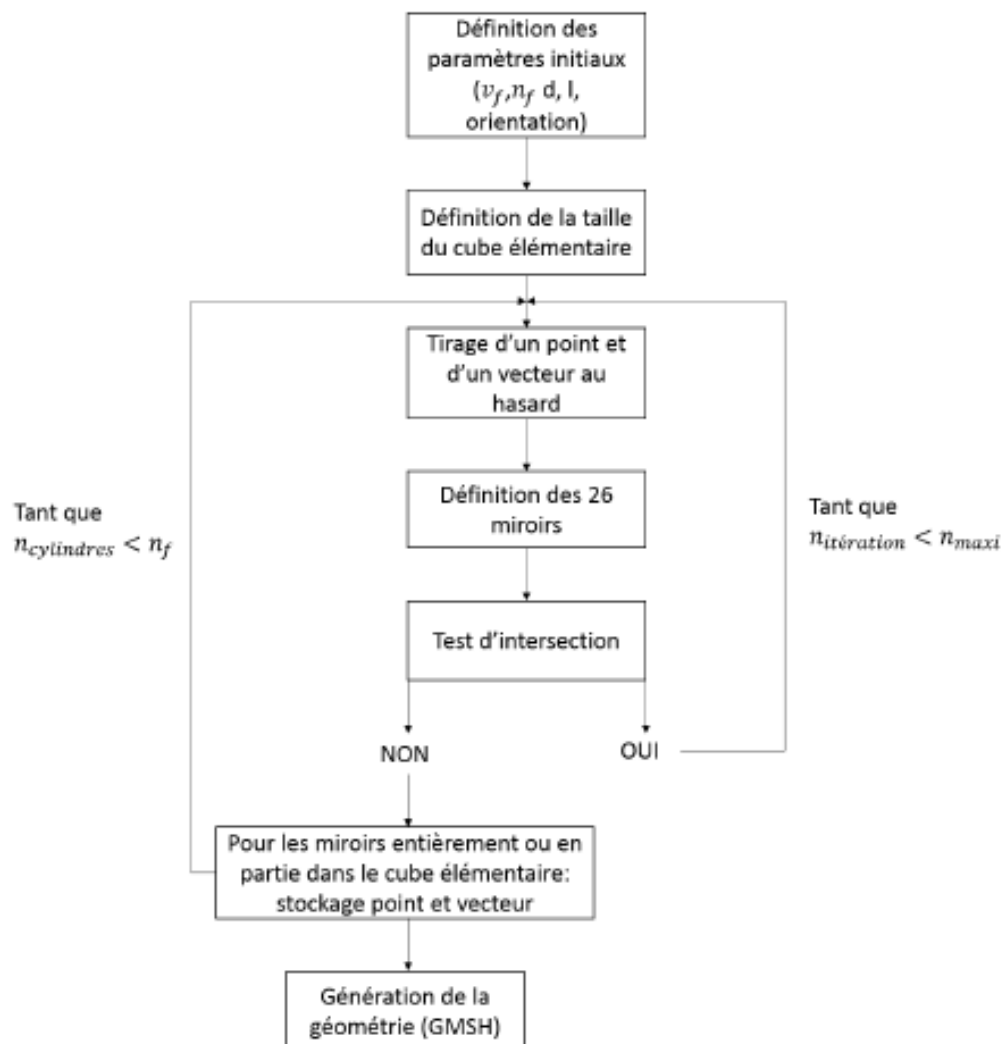 Définition des
paramètres initiaux
(𝑣_f,𝑛_f d, l,
orientation)
Définition de la taille
du cube élémentaire
Tirage d'un point et
d'un vecteur au
hasard
Définition des 26
miroirs
Tant que
𝑛_cylindres < 𝑛_f
Tant que
𝑛_itération < 𝑛_maxi
Test d'intersection
NON
OUI
Pour les miroirs entièrement ou en
partie dans le cube élémentaire:
stockage point et vecteur
Génération de la
géométrie (GMSH)